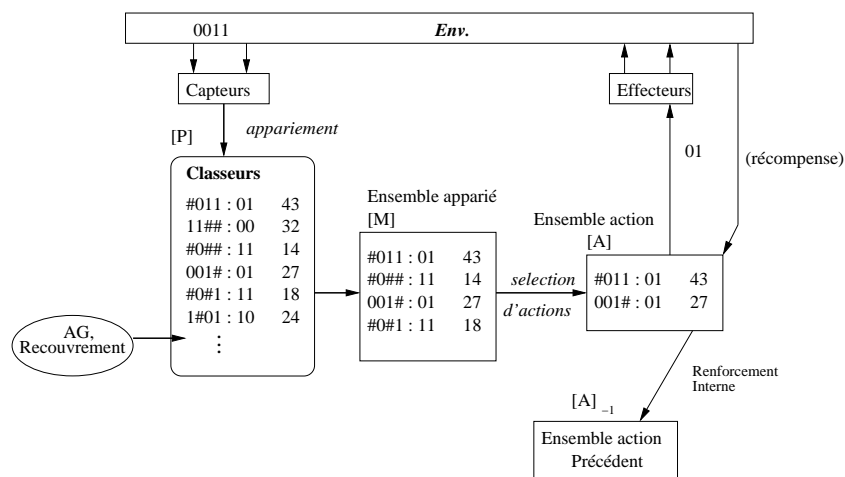 0011 Env.
Capteurs
Effecteurs
appariement
[P]
01
(récompense)
Classeurs
#011 : 01 43
11## : 00 32
#0## : 11 14
001# : 01 27
#0#1 : 11 18
1#01 : 10 24
⋮
Ensemble apparié
[M]
#011 : 01 43
#0## : 11 14
001# : 01 27
#0#1 : 11 18
selection
d'actions
Ensemble action
[A]
#011 : 01 43
001# : 01 27
AG,
Recouvrement
Renforcement
Interne
[A] −1
Ensemble action
Précédent